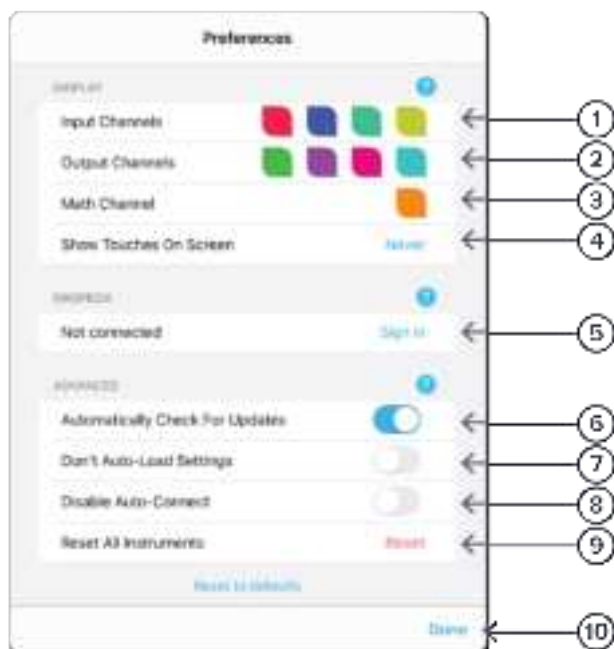 Preferences
DISPLAY
Input Channels
1
Output Channels
2
Math Channel
3
Show Touches On Screen Never
4
DROPBOX
Not connected Sign in
5
ADVANCED
Automatically Check For Updates
6
Don't Auto-Load Settings
7
Disable Auto-Connect
8
Reset All Instruments Reset
9
Reset to defaults
Done
10